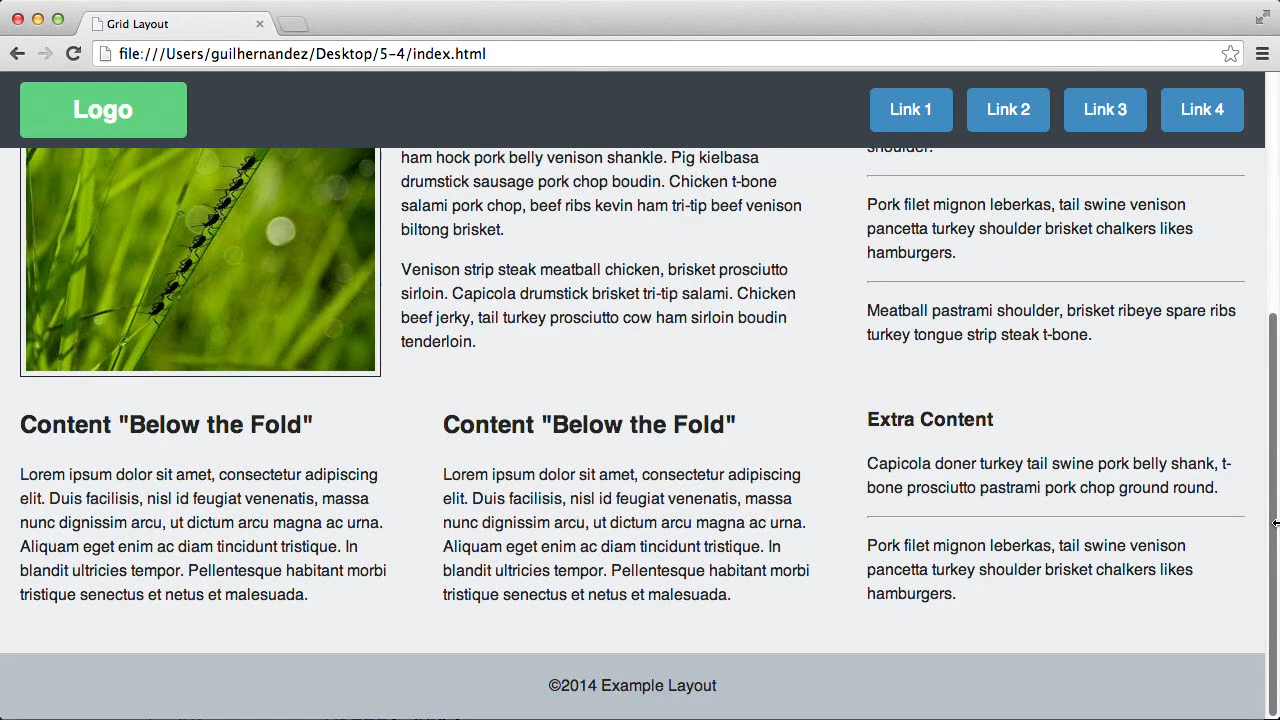 Grid Layout
file:///Users/guilhernandez/Desktop/5-4/index.html
Logo
Link 1
Link 2
Link 3
Link 4
ham hock pork belly venison shankle. Pig kielbasa
drumstick sausage pork chop boudin. Chicken t-bone
salami pork chop, beef ribs kevin ham tri-tip beef venison
biltong brisket.
Venison strip steak meatball chicken, brisket prosciutto
sirloin. Capicola drumstick brisket tri-tip salami. Chicken
beef jerky, tail turkey prosciutto cow ham sirloin boudin
tenderloin.
shoulder.
Pork filet mignon leberkas, tail swine venison
pancetta turkey shoulder brisket chalkers likes
hamburgers.
Meatball pastrami shoulder, brisket ribeye spare ribs
turkey tongue strip steak t-bone.
Content "Below the Fold"
Lorem ipsum dolor sit amet, consectetur adipiscing
elit. Duis facilisis, nisl id feugiat venenatis, massa
nunc dignissim arcu, ut dictum arcu magna ac urna.
Aliquam eget enim ac diam tincidunt tristique. In
blandit ultricies tempor. Pellentesque habitant morbi
tristique senectus et netus et malesuada.
Content "Below the Fold"
Lorem ipsum dolor sit amet, consectetur adipiscing
elit. Duis facilisis, nisl id feugiat venenatis, massa
nunc dignissim arcu, ut dictum arcu magna ac urna.
Aliquam eget enim ac diam tincidunt tristique. In
blandit ultricies tempor. Pellentesque habitant morbi
tristique senectus et netus et malesuada.
Extra Content
Capicola doner turkey tail swine pork belly shank, t-
bone prosciutto pastrami pork chop ground round.
Pork filet mignon leberkas, tail swine venison
pancetta turkey shoulder brisket chalkers likes
hamburgers.
©2014 Example Layout